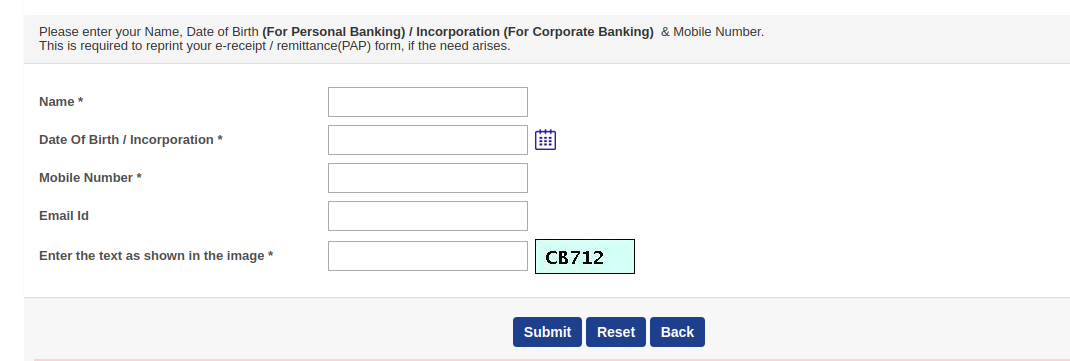 Please enter your Name, Date of Birth (For Personal Banking) / Incorporation (For Corporate Banking) & Mobile Number.
This is required to reprint your e-receipt / remittance(PAP) form, if the need arises.
Name *
Date Of Birth / Incorporation *
Mobile Number *
Email Id
Enter the text as shown in the image *
CB712
Submit Reset Back